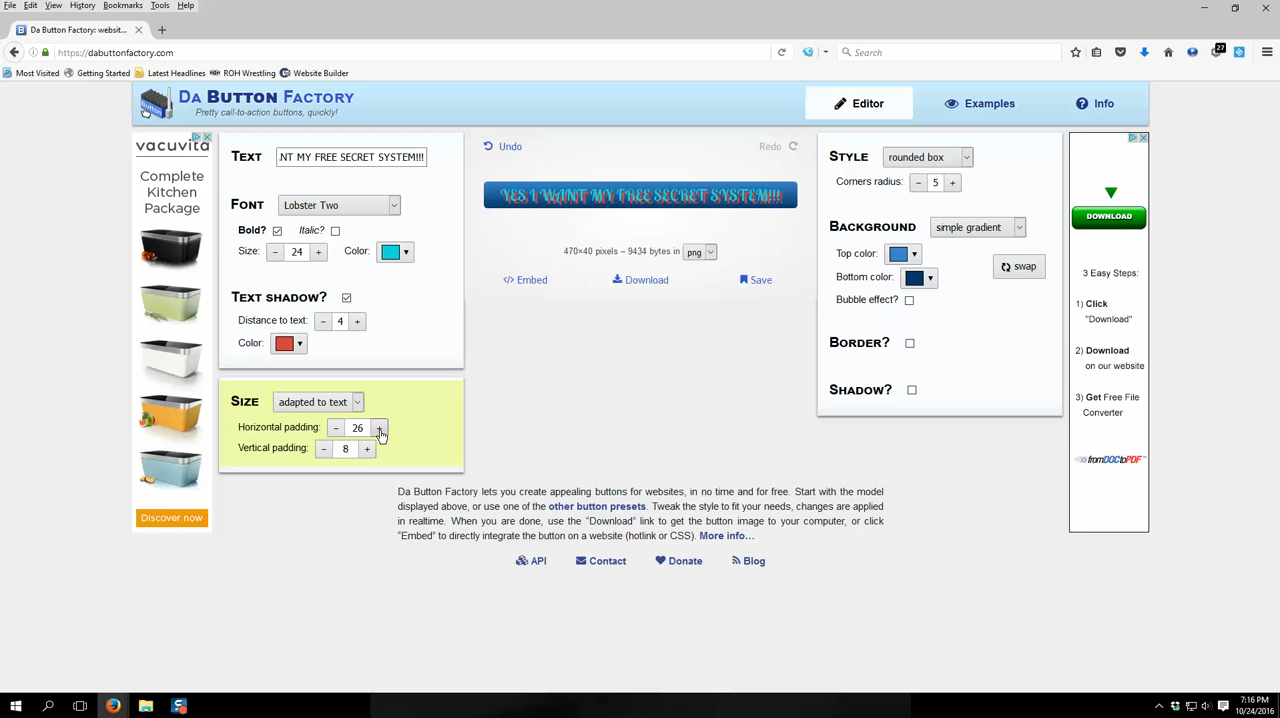 File Edit View History Bookmarks Tools Help
Da Button Factory: websit...
https://dabuttonfactory.com
Search
27
Most Visited Getting Started Latest Headlines ROH Wrestling Website Builder
Da Button Factory
Pretty call-to-action buttons, quickly!
Editor Examples Info
vacuvita
Complete
Kitchen
Package
Discover now
Text .NT MY FREE SECRET SYSTEM!!!
Font Lobster Two
Bold? Italic?
Size: − 24 + Color:
Text shadow?
Distance to text: − 4 +
Color:
Size adapted to text
Horizontal padding: − 26 +
Vertical padding: − 8 +
Undo Redo
YES I WANT MY FREE SECRET SYSTEM!!!
470×40 pixels – 9434 bytes in png
</> Embed Download Save
Style rounded box
Corners radius: − 5 +
Background simple gradient
Top color:
Bottom color:
swap
Bubble effect?
Border?
Shadow?
DOWNLOAD
3 Easy Steps:
1) Click
"Download"
2) Download
on our website
3) Get Free File
Converter
fromDOCtoPDF™
Da Button Factory lets you create appealing buttons for websites, in no time and for free. Start with the model
displayed above, or use one of the other button presets. Tweak the style to fit your needs, changes are applied
in realtime. When you are done, use the "Download" link to get the button image to your computer, or click
"Embed" to directly integrate the button on a website (hotlink or CSS). More info…
API Contact Donate Blog
7:16 PM
10/24/2016